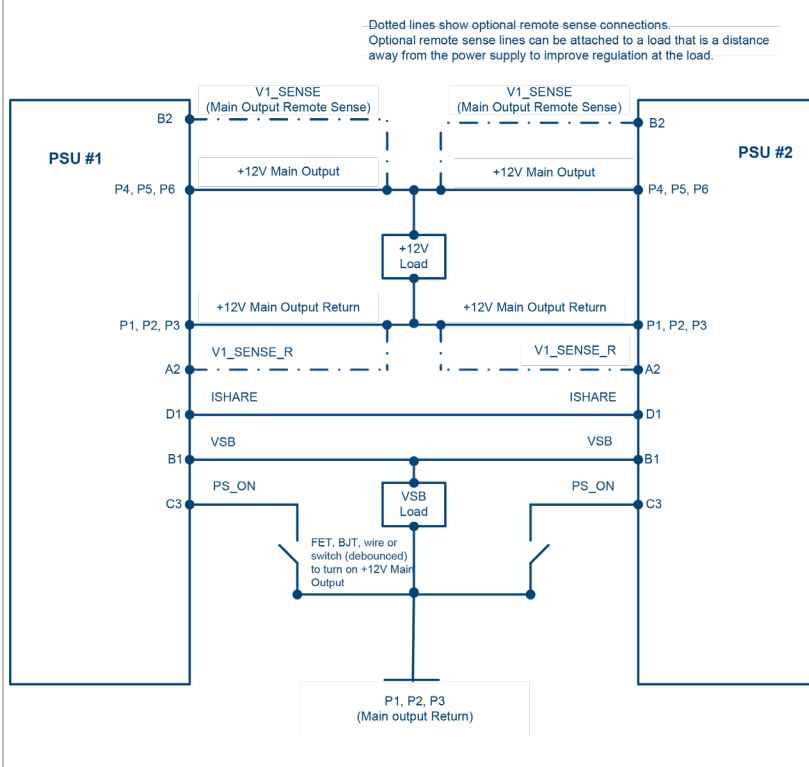 Dotted lines show optional remote sense connections.
Optional remote sense lines can be attached to a load that is a distance
away from the power supply to improve regulation at the load.
V1_SENSE
(Main Output Remote Sense)
V1_SENSE
(Main Output Remote Sense)
B2
B2
PSU #1
PSU #2
+12V Main Output
+12V Main Output
P4, P5, P6
P4, P5, P6
+12V
Load
+12V Main Output Return
+12V Main Output Return
P1, P2, P3
P1, P2, P3
V1_SENSE_R
V1_SENSE_R
A2
A2
ISHARE
ISHARE
D1
D1
VSB
VSB
B1
B1
PS_ON
PS_ON
C3
C3
VSB
Load
FET, BJT, wire or
switch (debounced)
to turn on +12V Main
Output
P1, P2, P3
(Main output Return)